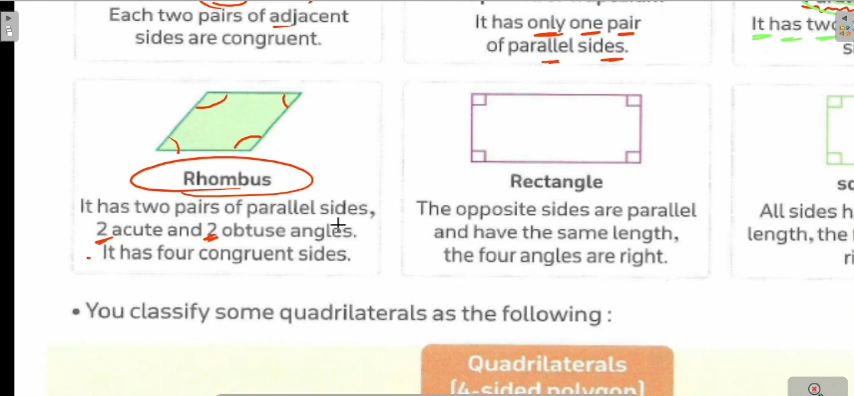 Each two pairs of adjacent
sides are congruent.
It has only one pair
of parallel sides.
It has two
Rhombus
It has two pairs of parallel sides,
2 acute and 2 obtuse angles.
It has four congruent sides.
Rectangle
The opposite sides are parallel
and have the same length,
the four angles are right.
All sides h
length, the
• You classify some quadrilaterals as the following :
Quadrilaterals
(4-sided polygon)